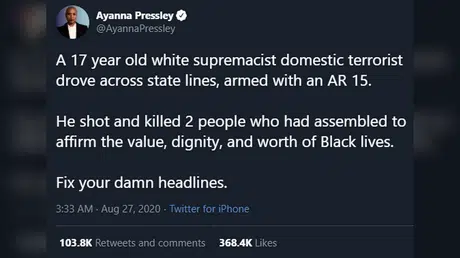 Ayanna Pressley
@AyannaPressley
A 17 year old white supremacist domestic terrorist
drove across state lines, armed with an AR 15.
He shot and killed 2 people who had assembled to
affirm the value, dignity, and worth of Black lives.
Fix your damn headlines.
3:33 AM · Aug 27, 2020 · Twitter for iPhone
103.8K Retweets and comments 368.4K Likes